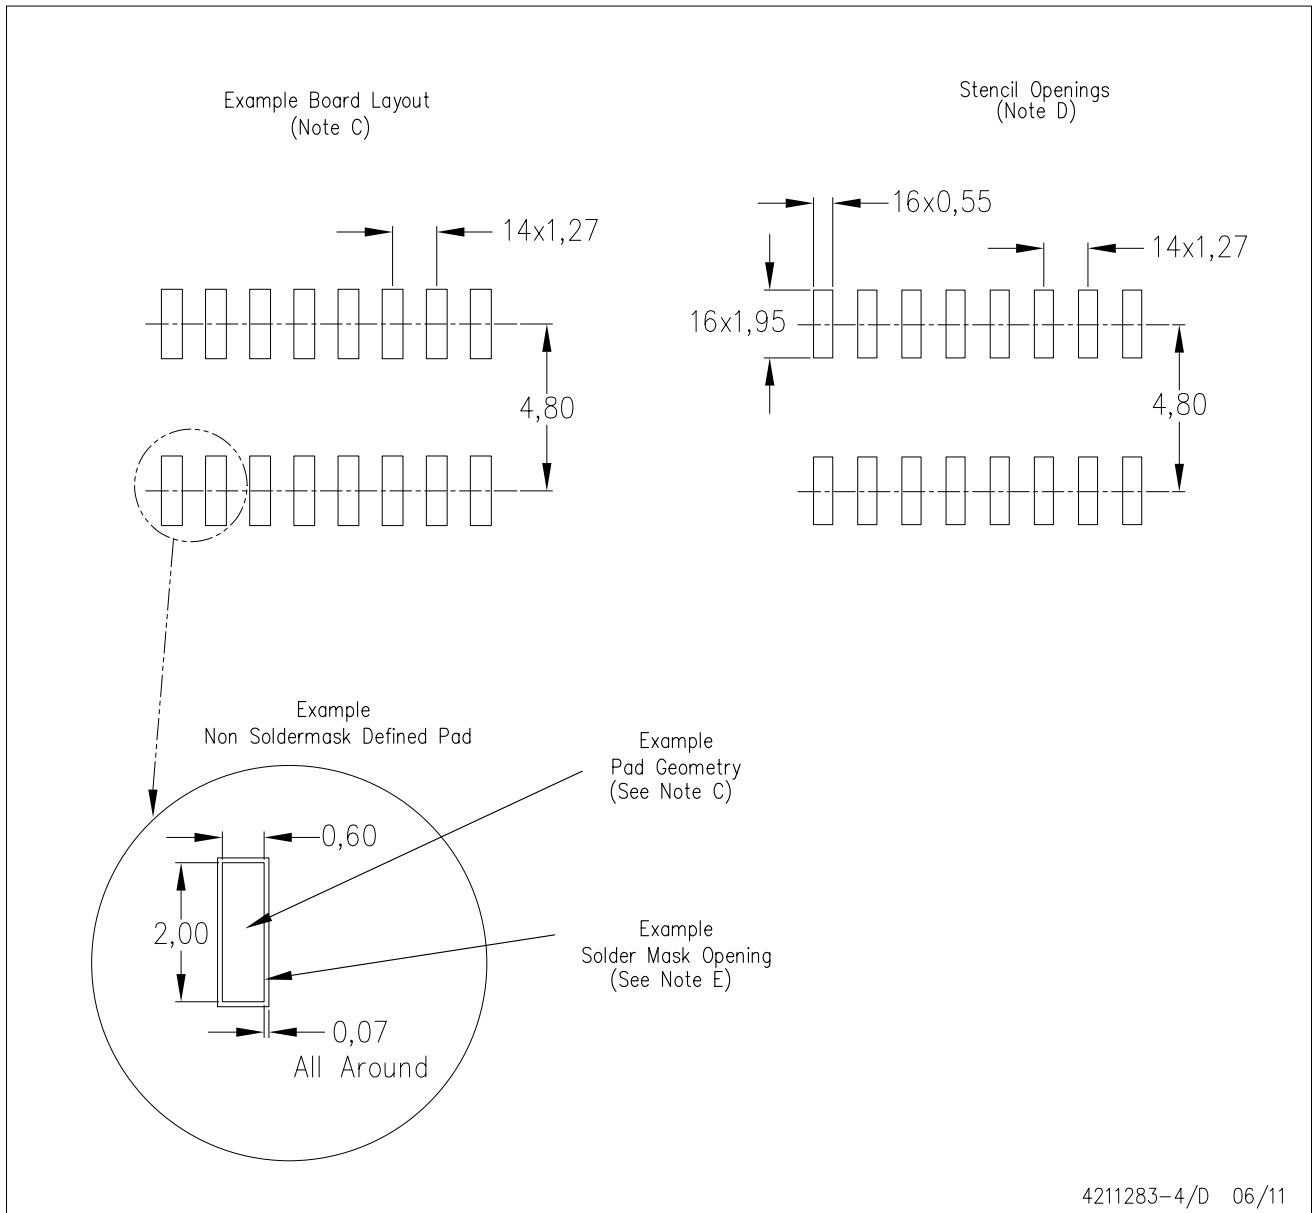 Example Board Layout
(Note C)
Stencil Openings
(Note D)
14x1,27
4,80
16x0,55
14x1,27
16x1,95
4,80
Example
Non Soldermask Defined Pad
Example
Pad Geometry
(See Note C)
0,60
2,00
Example
Solder Mask Opening
(See Note E)
0,07
All Around
4211283-4/D 06/11